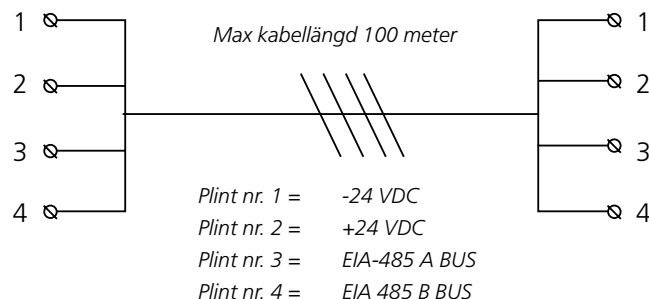 1 Max kabellängd 100 meter 1
2 2
3 3
4 4
Plint nr. 1 = -24 VDC
Plint nr. 2 = +24 VDC
Plint nr. 3 = EIA-485 A BUS
Plint nr. 4 = EIA 485 B BUS